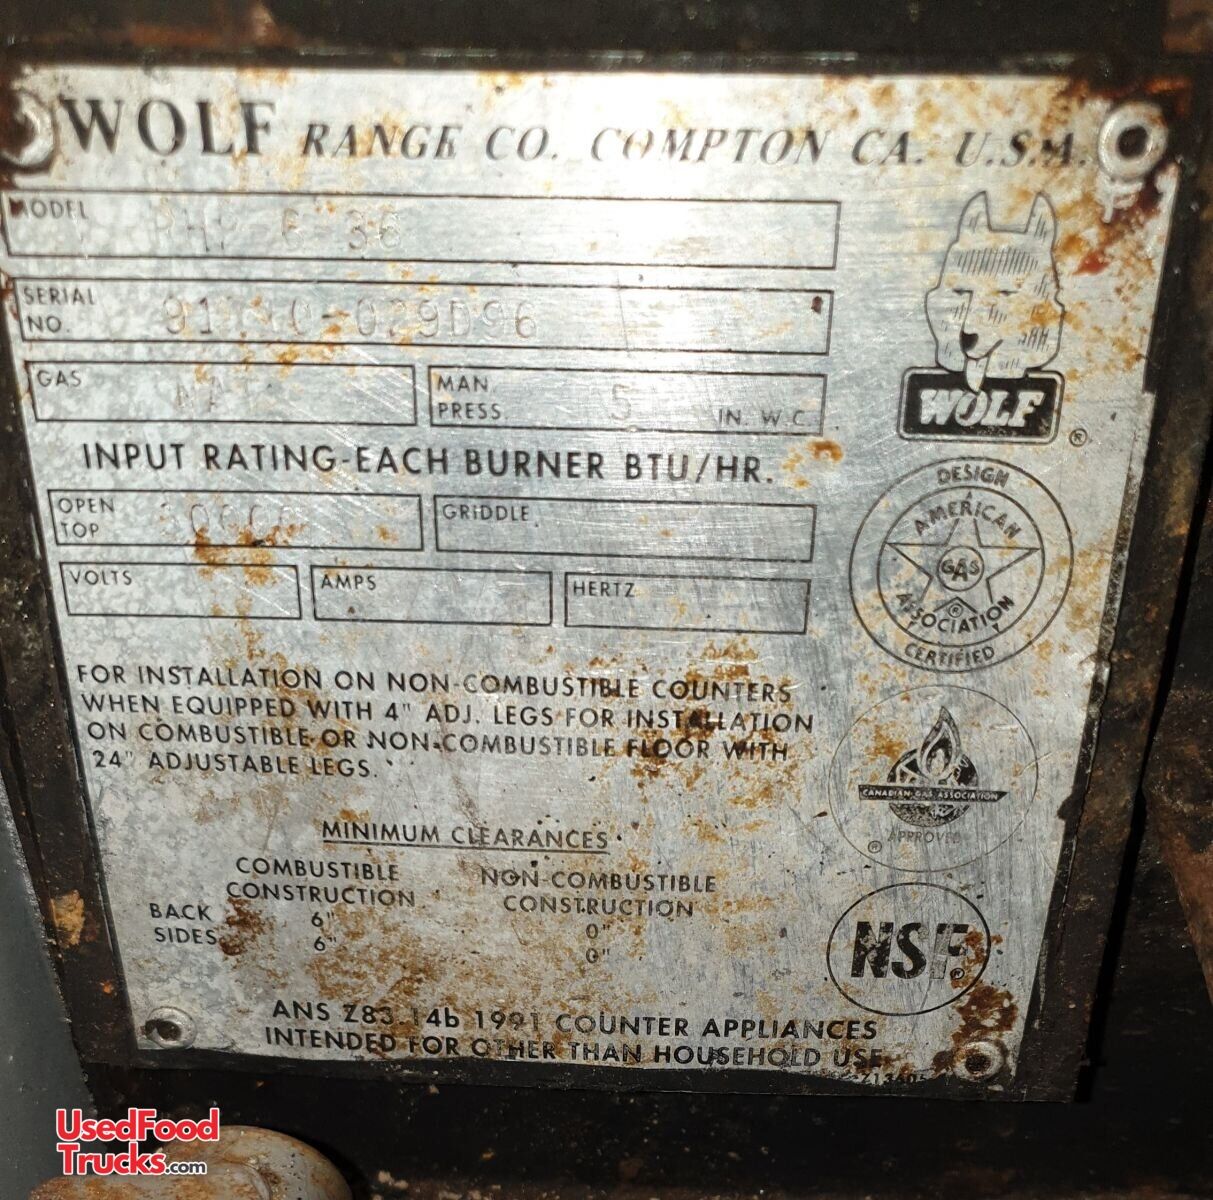 WOLF RANGE CO. COMPTON CA. U.S.A.
MODEL PHP 6 36
SERIAL
NO.
GAS NAT
MAN.
PRESS. 5 IN. W.C.
WOLF ®
INPUT RATING-EACH BURNER BTU/HR.
OPEN
TOP
GRIDDLE
VOLTS AMPS HERTZ
DESIGN
AMERICAN
GAS
ASSOCIATION
®
CERTIFIED
FOR INSTALLATION ON NON-COMBUSTIBLE COUNTERS
WHEN EQUIPPED WITH 4" ADJ. LEGS FOR INSTALLATION
ON COMBUSTIBLE OR NON-COMBUSTIBLE FLOOR WITH
24" ADJUSTABLE LEGS.
CANADIAN GAS ASSOCIATION
® APPROVED
MINIMUM CLEARANCES
COMBUSTIBLE NON-COMBUSTIBLE
CONSTRUCTION CONSTRUCTION
BACK 6" 0"
SIDES 6" 0"
NSF®
ANS Z83.14b 1991 COUNTER APPLIANCES
INTENDED FOR OTHER THAN HOUSEHOLD USE
UsedFood
Trucks.com